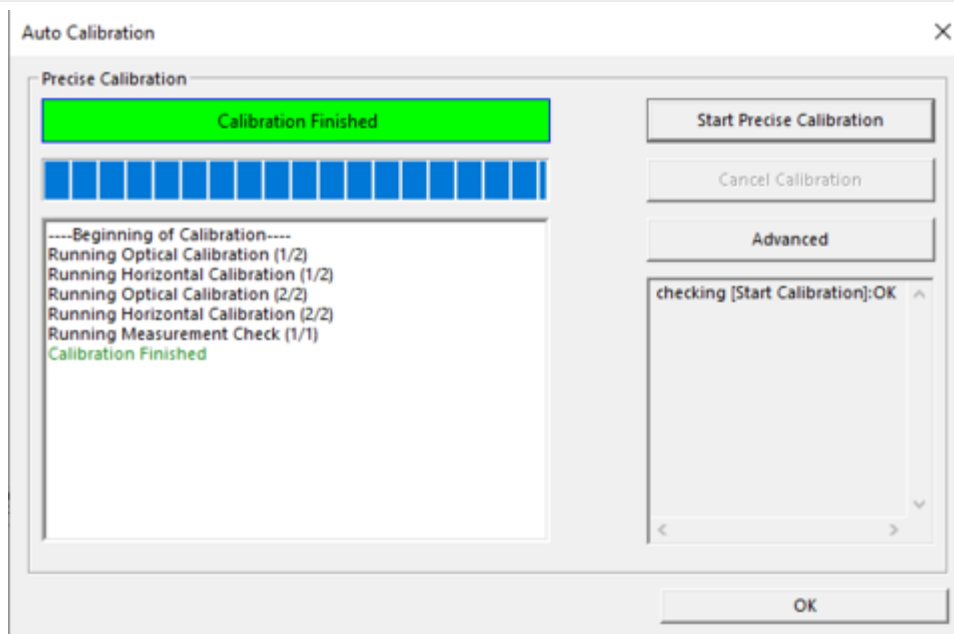 Auto Calibration
Precise Calibration
Calibration Finished
Start Precise Calibration
Cancel Calibration
Advanced
----Beginning of Calibration----
Running Optical Calibration (1/2)
Running Horizontal Calibration (1/2)
Running Optical Calibration (2/2)
Running Horizontal Calibration (2/2)
Running Measurement Check (1/1)
Calibration Finished
checking [Start Calibration]:OK
OK